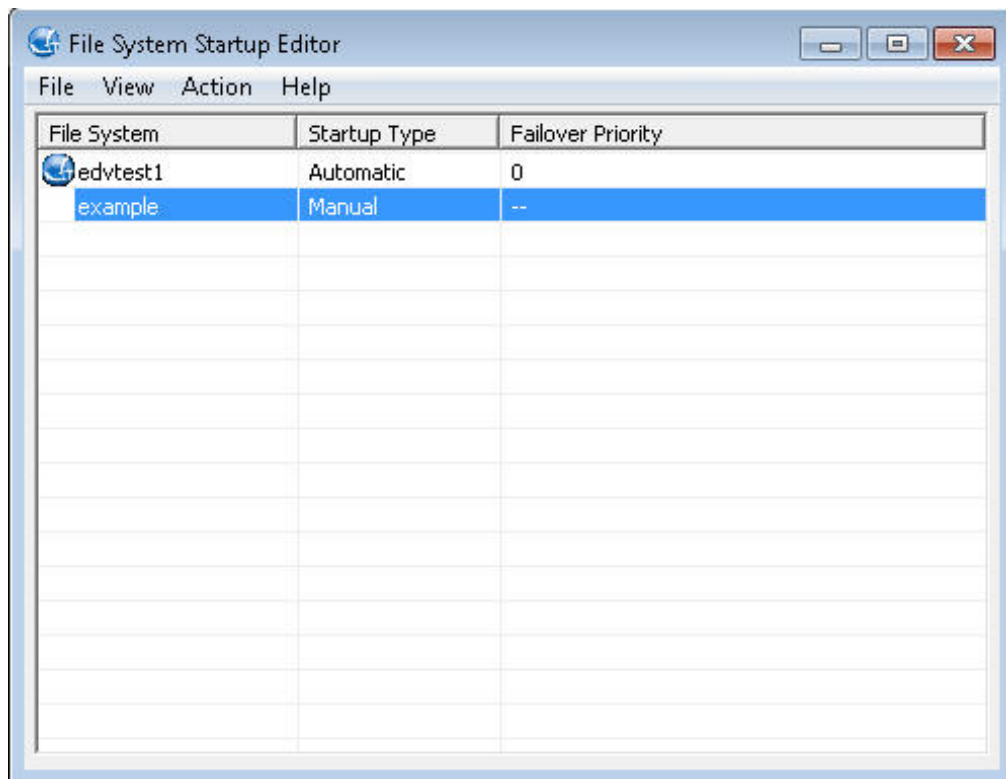 File System Startup Editor
File View Action Help
File System Startup Type Failover Priority
edvtest1 Automatic 0
example Manual --